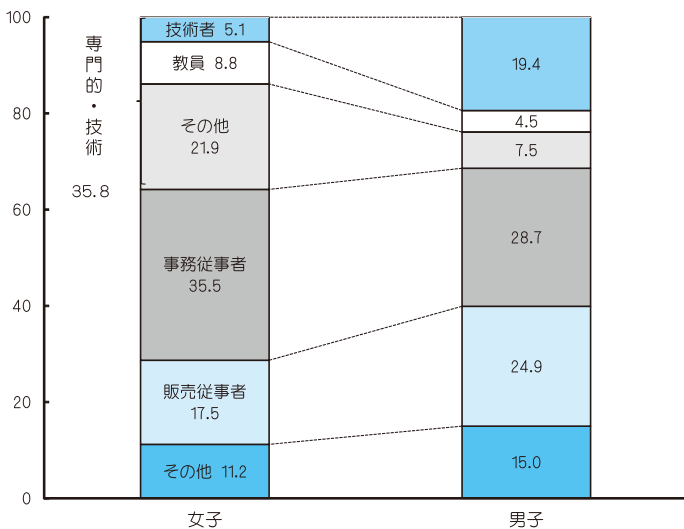 100
80
60
40
20
0
専門的・技術
35.8
技術者 5.1
教員 8.8
その他
21.9
事務従事者
35.5
販売従事者
17.5
その他 11.2
19.4
4.5
7.5
28.7
24.9
15.0
女子
男子